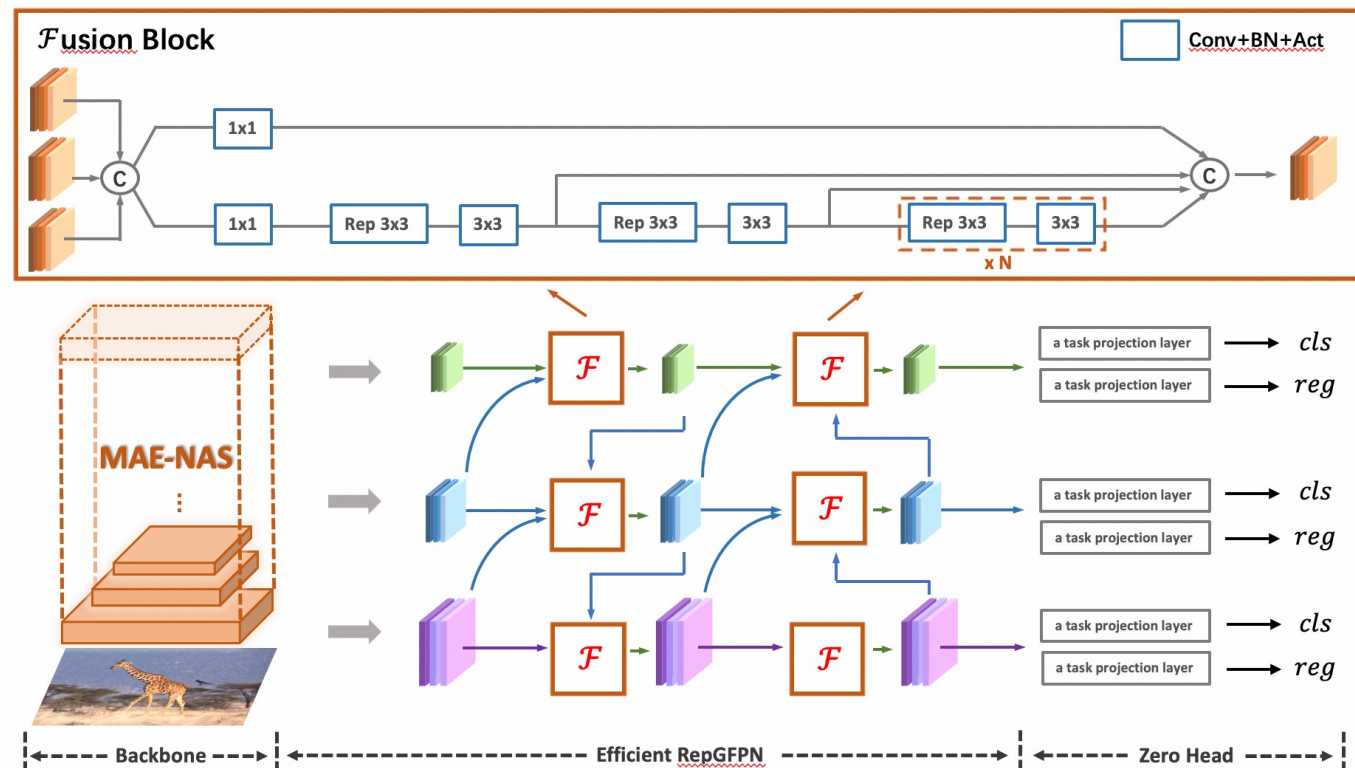 ℱusion Block
Conv+BN+Act
1x1
C
C
1x1
Rep 3x3
3x3
Rep 3x3
3x3
Rep 3x3
3x3
x N
MAE-NAS
...
ℱ
ℱ
a task projection layer
cls
a task projection layer
reg
ℱ
ℱ
a task projection layer
cls
a task projection layer
reg
ℱ
ℱ
a task projection layer
cls
a task projection layer
reg
Backbone
Efficient RepGFPN
Zero Head